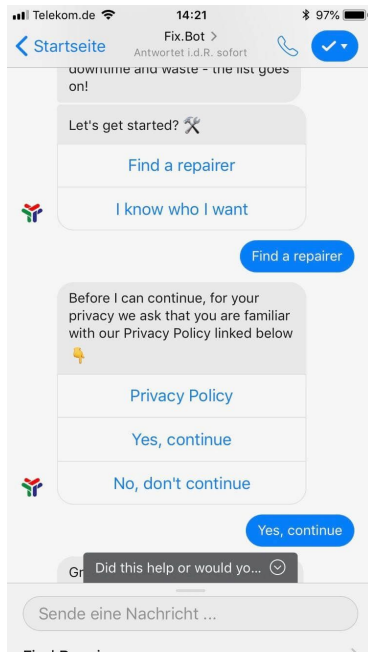 Telekom.de 14:21 97%
Startseite Fix.Bot >
Antwortet i.d.R. sofort
downtime and waste - the list goes
on!
Let's get started? 🛠
Find a repairer
I know who I want
Find a repairer
Before I can continue, for your
privacy we ask that you are familiar
with our Privacy Policy linked below
👇
Privacy Policy
Yes, continue
No, don't continue
Yes, continue
Gr
Did this help or would yo...
Sende eine Nachricht ...